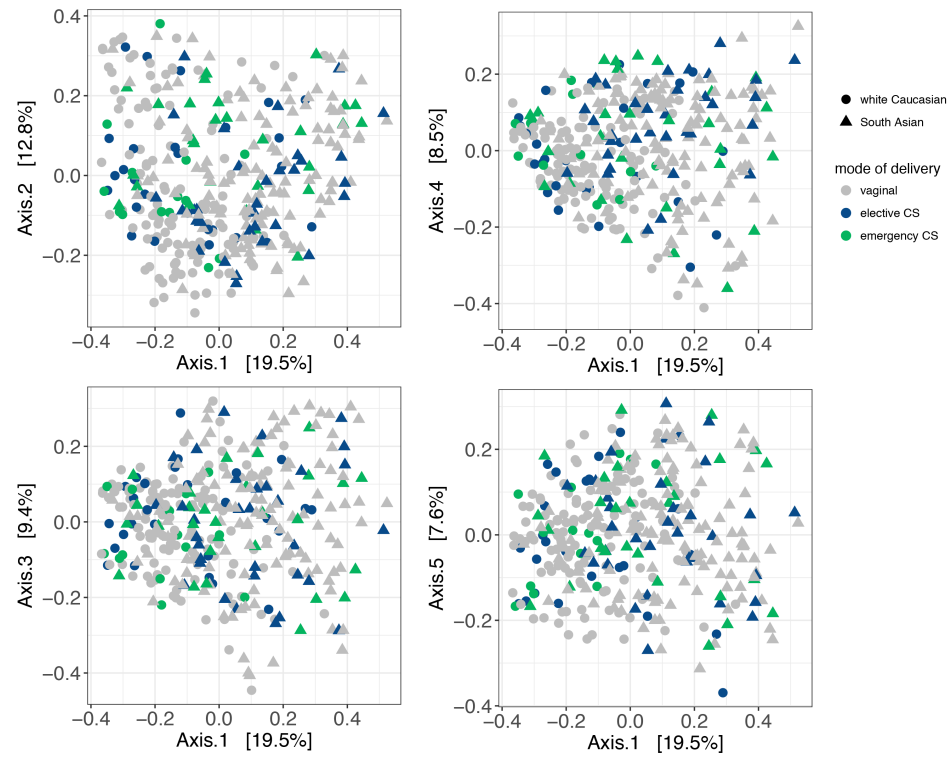 0.4
0.2
0.0
−0.2
Axis.2   [12.8%]
−0.4
−0.2
0.0
0.2
0.4
Axis.1   [19.5%]
0.2
0.0
−0.2
−0.4
Axis.4   [8.5%]
−0.4
−0.2
0.0
0.2
0.4
Axis.1   [19.5%]
white Caucasian
South Asian
mode of delivery
vaginal
elective CS
emergency CS
0.2
0.0
−0.2
−0.4
Axis.3   [9.4%]
−0.4
−0.2
0.0
0.2
0.4
Axis.1   [19.5%]
0.2
0.0
−0.2
−0.4
Axis.5   [7.6%]
−0.4
−0.2
0.0
0.2
0.4
Axis.1   [19.5%]